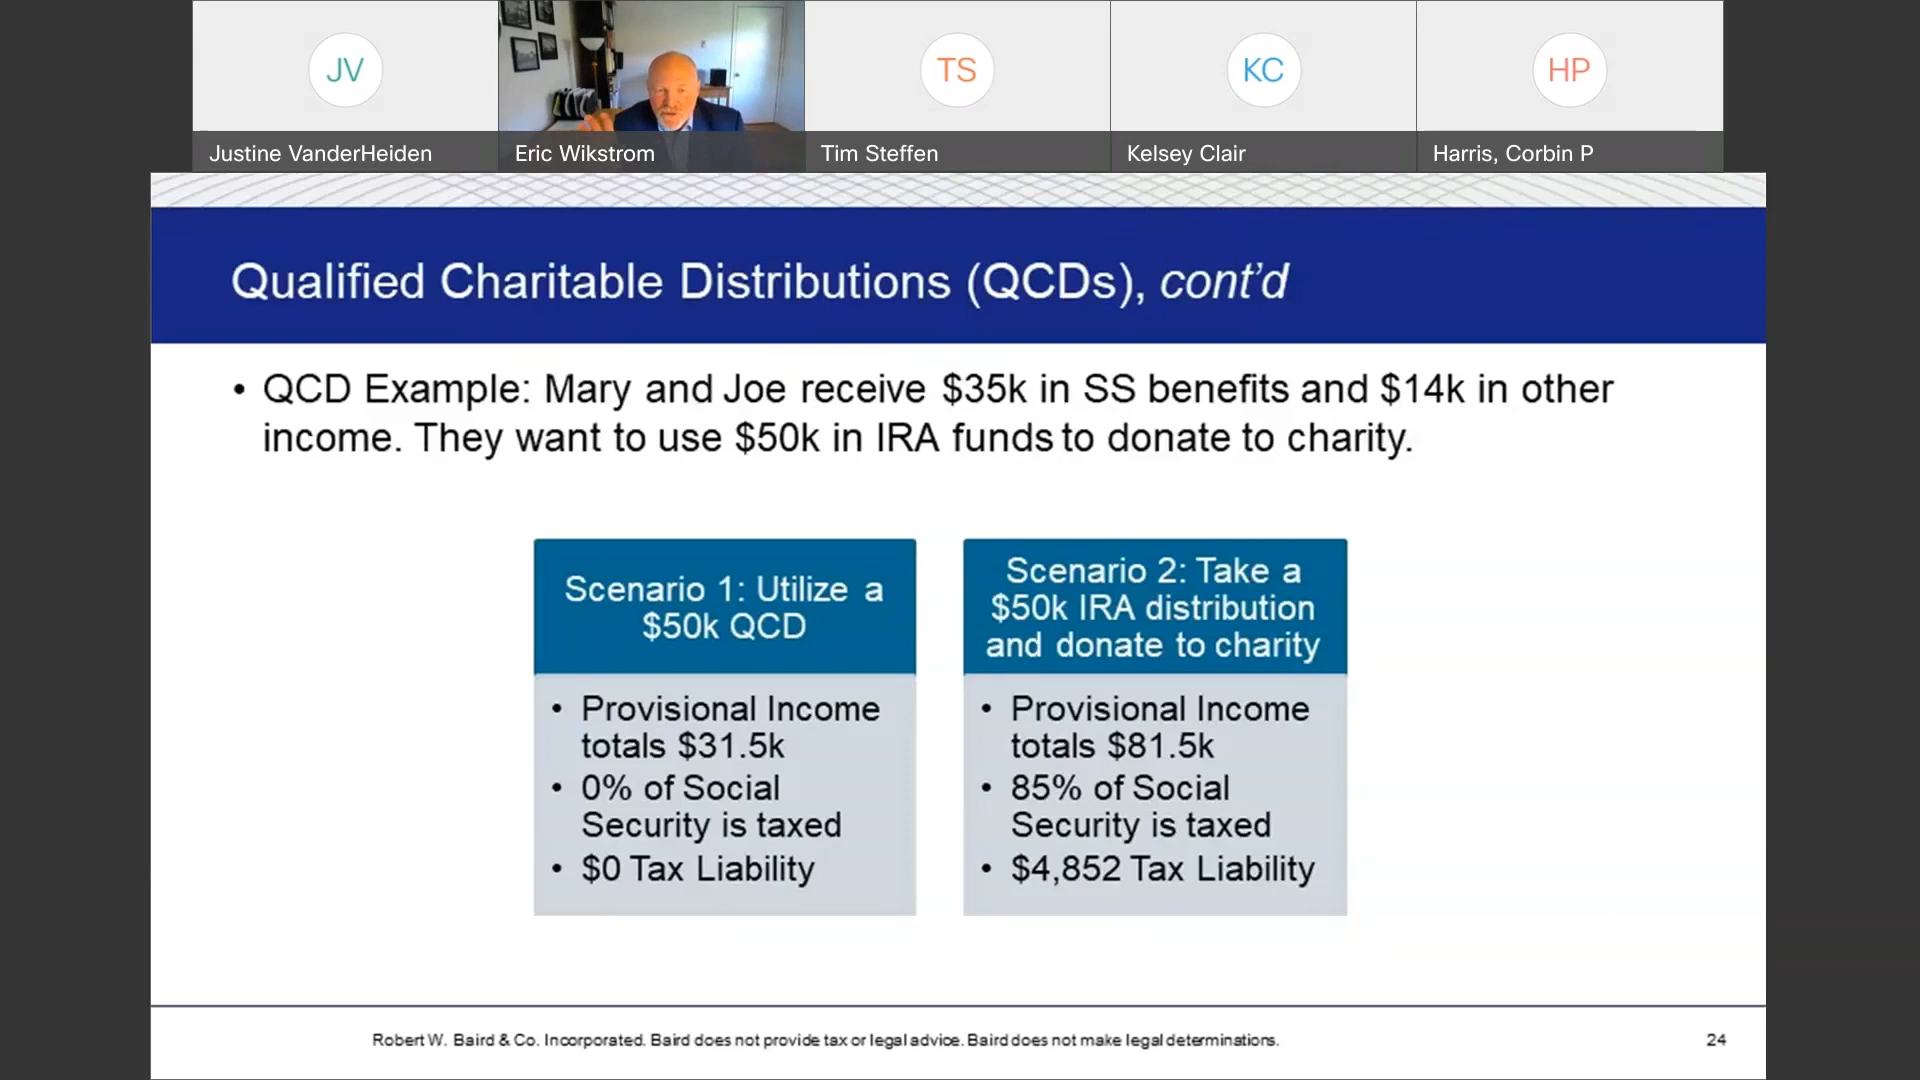 JV
TS
KC
HP
Justine VanderHeiden
Eric Wikstrom
Tim Steffen
Kelsey Clair
Harris, Corbin P
Qualified Charitable Distributions (QCDs), cont'd
• QCD Example: Mary and Joe receive $35k in SS benefits and $14k in other
income. They want to use $50k in IRA funds to donate to charity.
Scenario 1: Utilize a
$50k QCD
• Provisional Income
totals $31.5k
• 0% of Social
Security is taxed
• $0 Tax Liability
Scenario 2: Take a
$50k IRA distribution
and donate to charity
• Provisional Income
totals $81.5k
• 85% of Social
Security is taxed
• $4,852 Tax Liability
Robert W. Baird & Co. Incorporated. Baird does not provide tax or legal advice. Baird does not make legal determinations.
24